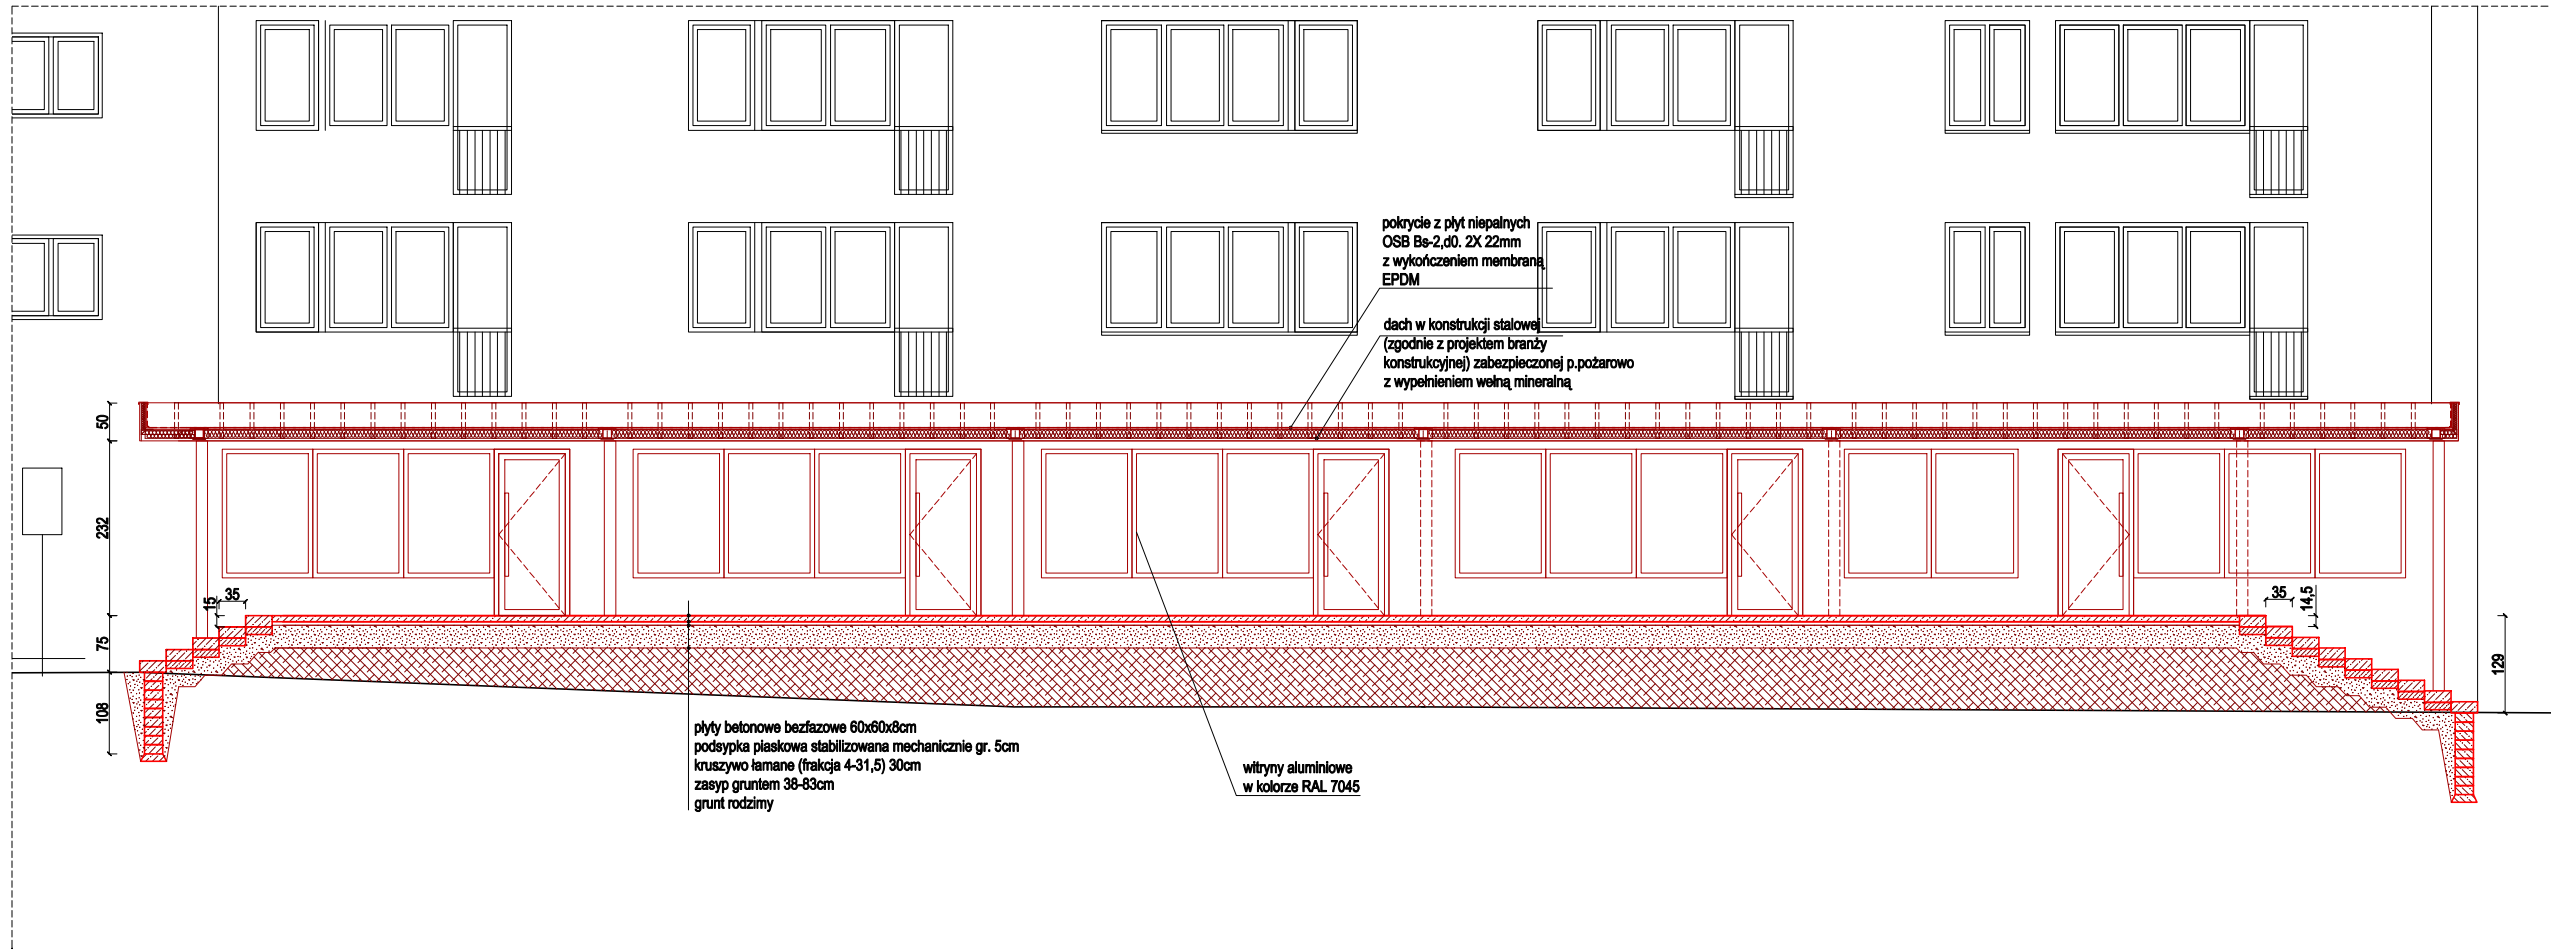 pokrycie z płyt niepalnych
OSB Bs-2,d0. 2X 22mm
z wykończeniem membraną
EPDM
dach w konstrukcji stalowej
(zgodnie z projektem branży
konstrukcyjnej) zabezpieczonej p.pożarowo
z wypełnieniem wełną mineralną
50
232
15
35
75
108
35
14,5
129
płyty betonowe bezfazowe 60x60x8cm
podsypka piaskowa stabilizowana mechanicznie gr. 5cm
kruszywo łamane (frakcja 4-31,5) 30cm
zasyp gruntem 38-83cm
grunt rodzimy
witryny aluminiowe
w kolorze RAL 7045